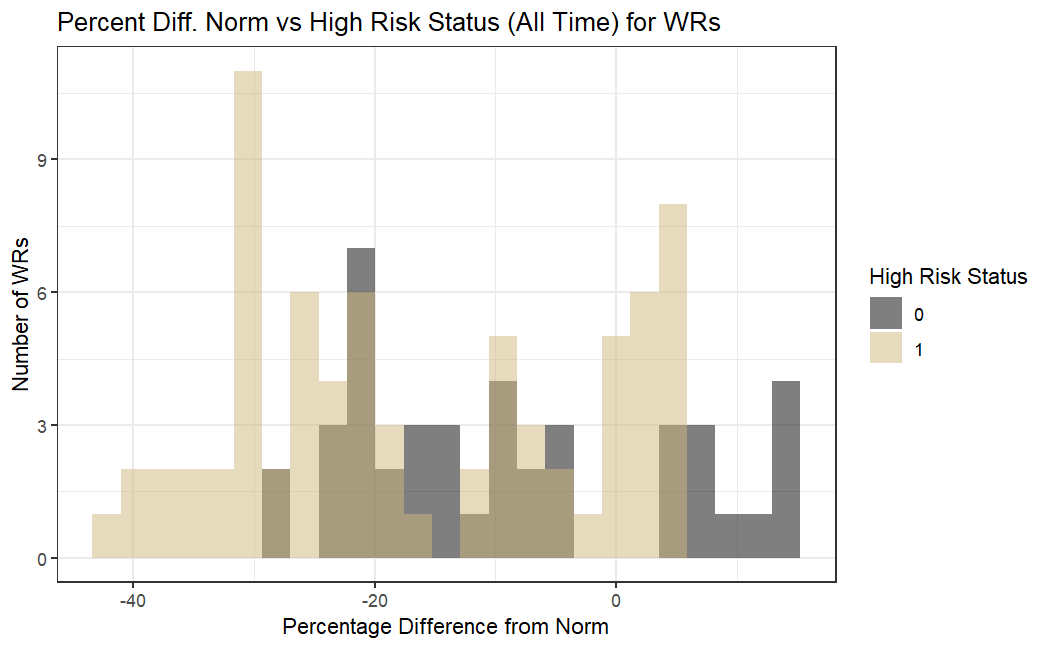 Percent Diff. Norm vs High Risk Status (All Time) for WRs
Number of WRs
9
6
3
0
-40
-20
0
Percentage Difference from Norm
High Risk Status
0
1